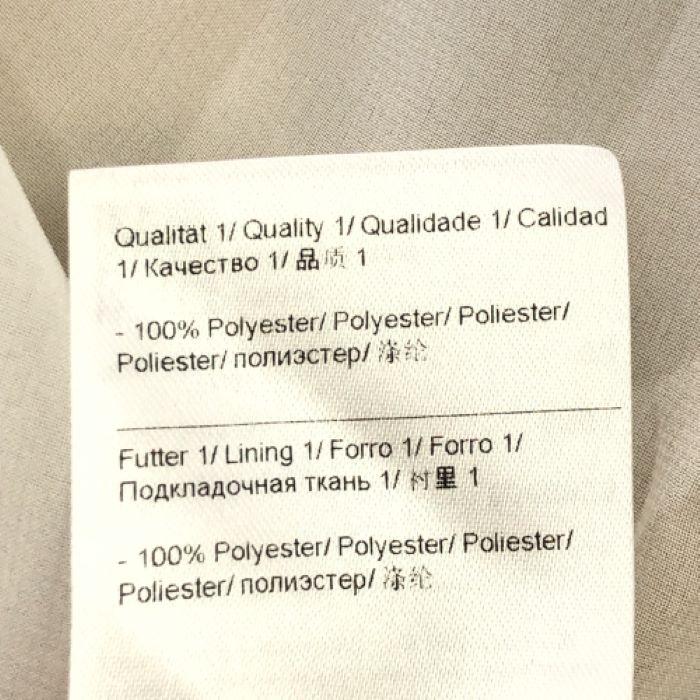 Qualität 1/ Quality 1/ Qualidade 1/ Calidad
1/ Качество 1/ 品质 1
- 100% Polyester/ Polyester/ Poliester/
Poliester/ полиэстер/ 涤纶
Futter 1/ Lining 1/ Forro 1/ Forro 1/
Подкладочная ткань 1/ 衬里 1
- 100% Polyester/ Polyester/ Poliester/
Poliester/ полиэстер/ 涤纶